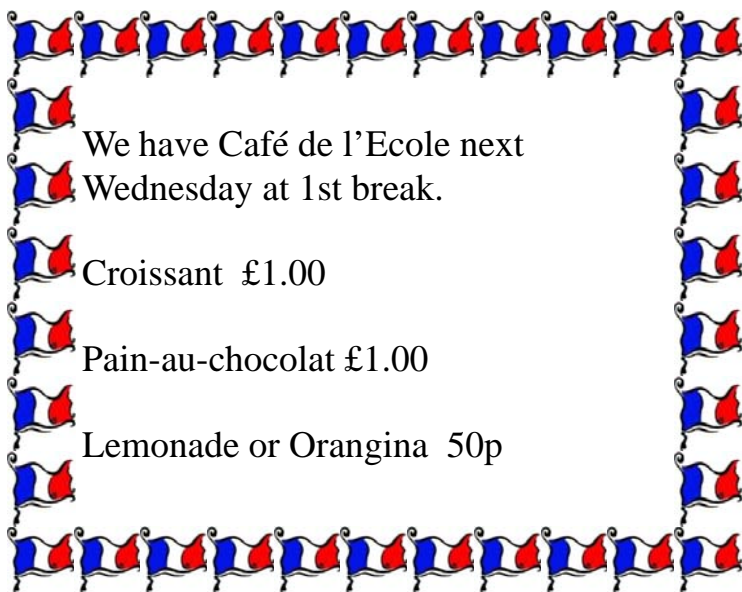 We have Café de l’Ecole next
Wednesday at 1st break.
Croissant  £1.00
Pain-au-chocolat £1.00
Lemonade or Orangina  50p